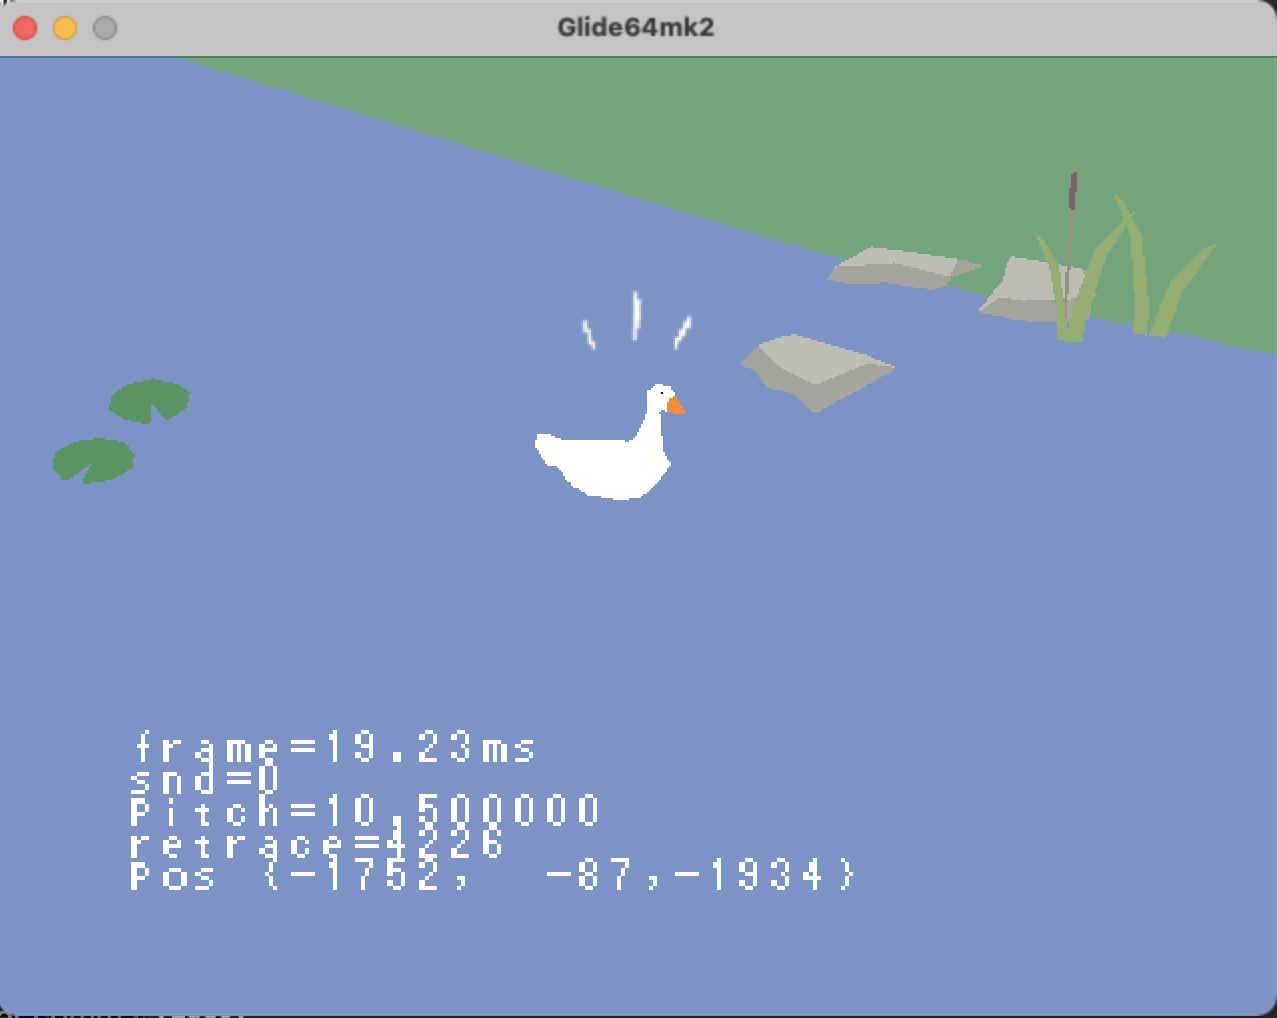 Glide64mk2
frame=19.23ms
snd=0
Pitch=10.500000
retrace=4226
Pos {-1752,  -87,-1934}